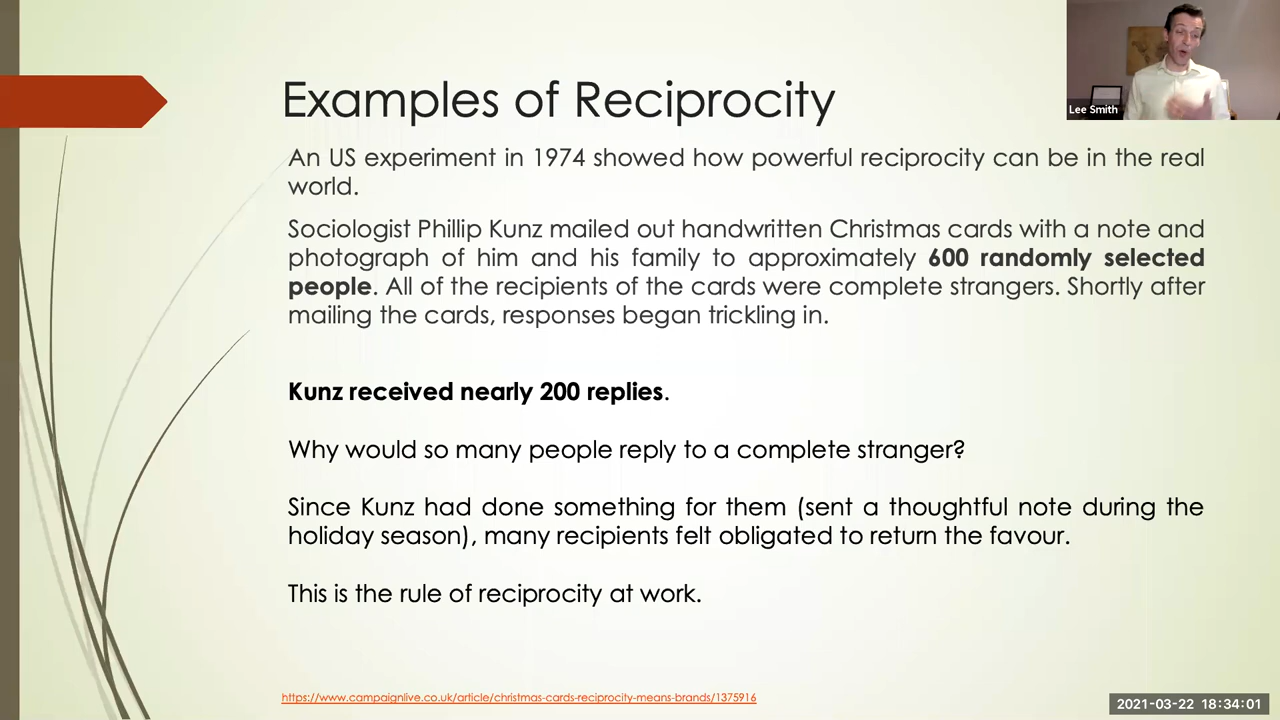 Lee Smith
Examples of Reciprocity
An US experiment in 1974 showed how powerful reciprocity can be in the real
world.
Sociologist Phillip Kunz mailed out handwritten Christmas cards with a note and
photograph of him and his family to approximately 600 randomly selected
people. All of the recipients of the cards were complete strangers. Shortly after
mailing the cards, responses began trickling in.
Kunz received nearly 200 replies.
Why would so many people reply to a complete stranger?
Since Kunz had done something for them (sent a thoughtful note during the
holiday season), many recipients felt obligated to return the favour.
This is the rule of reciprocity at work.
https://www.campaignlive.co.uk/article/christmas-cards-reciprocity-means-brands/1375916
2021-03-22 18:34:01